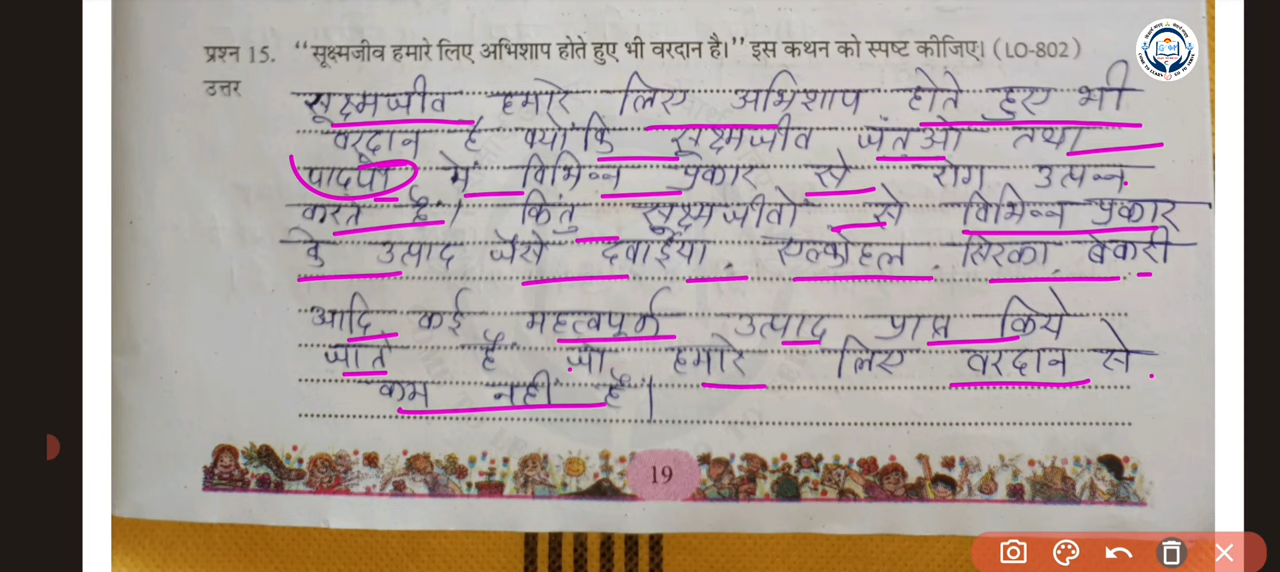 प्रश्न 15. “सूक्ष्मजीव हमारे लिए अभिशाप होते हुए भी वरदान है।” इस कथन को स्पष्ट कीजिए। (LO-802)
उत्तर
सूक्ष्मजीव हमारे लिए अभिशाप होते हुए भी
वरदान है क्योंकि सूक्ष्मजीव जंतुओ तथा
पादपों में विभिन्न प्रकार से रोग उत्पन्न
करते है। किंतु सूक्ष्मजीवों से विभिन्न प्रकार
के उत्पाद जैसे दवाईया, एल्कोहल, सिरका, बेकरी
आदि कई महत्वपूर्ण उत्पाद प्राप्त किये
जाते है जो हमारे लिए वरदान से
कम नहीं है।
19